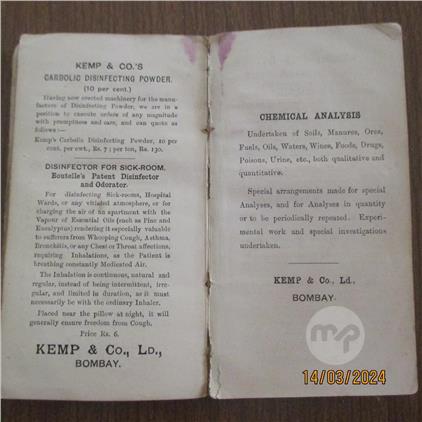 KEMP & CO.'S
CARBOLIC DISINFECTING POWDER.
(10 per cent.)
Having now erected machinery for the manu-
facture of Disinfecting Powder, we are in a
position to execute orders of any magnitude
with promptness and care, and can quote as
follows:—
Kemp's Carbolic Disinfecting Powder, 10 per
cent. per cwt., Rs. 7; per ton, Rs. 130.
DISINFECTOR FOR SICK-ROOM.
Boutelle's Patent Disinfector
and Odorator.
For disinfecting Sick-rooms, Hospital
Wards, or any vitiated atmosphere, or for
charging the air of an apartment with the
Vapour of Essential Oils (such as Pine and
Eucalyptus) rendering it especially valuable
to sufferers from Whooping Cough, Asthma,
Bronchitis, or any Chest or Throat affections,
requiring Inhalations, as the Patient is
breathing constantly Medicated Air.
The Inhalation is continuous, natural and
regular, instead of being intermittent, irre-
gular, and limited in duration, as it must
necessarily be with the ordinary Inhaler.
Placed near the pillow at night, it will
generally ensure freedom from Cough.
Price Rs. 6.
KEMP & Co., LD.,
BOMBAY.
CHEMICAL ANALYSIS
Undertaken of Soils, Manures, Ores,
Fuels, Oils, Waters, Wines, Foods, Drugs,
Poisons, Urine, etc., both qualitative and
quantitative.
Special arrangements made for special
Analyses, and for Analyses in quantity
or to be periodically repeated. Experi-
mental work and special investigations
undertaken.
KEMP & Co., Ld.,
BOMBAY.
mp
14/03/2024